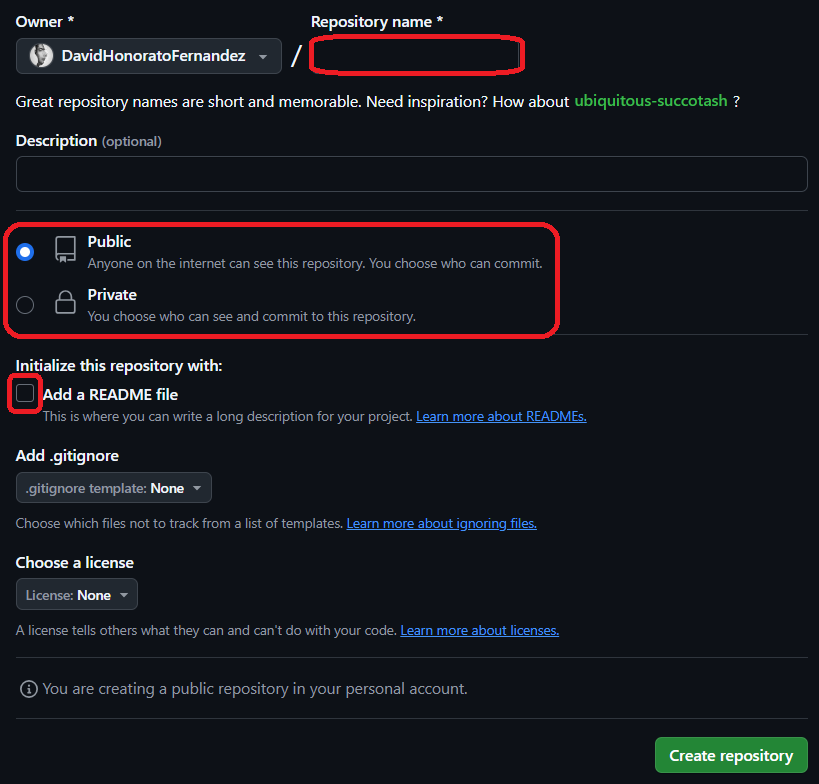 Owner *
Repository name *
DavidHonoratoFernandez
/
Great repository names are short and memorable. Need inspiration? How about ubiquitous-succotash ?
Description (optional)
Public
Anyone on the internet can see this repository. You choose who can commit.
Private
You choose who can see and commit to this repository.
Initialize this repository with:
Add a README file
This is where you can write a long description for your project. Learn more about READMEs.
Add .gitignore
.gitignore template: None
Choose which files not to track from a list of templates. Learn more about ignoring files.
Choose a license
License: None
A license tells others what they can and can't do with your code. Learn more about licenses.
You are creating a public repository in your personal account.
Create repository